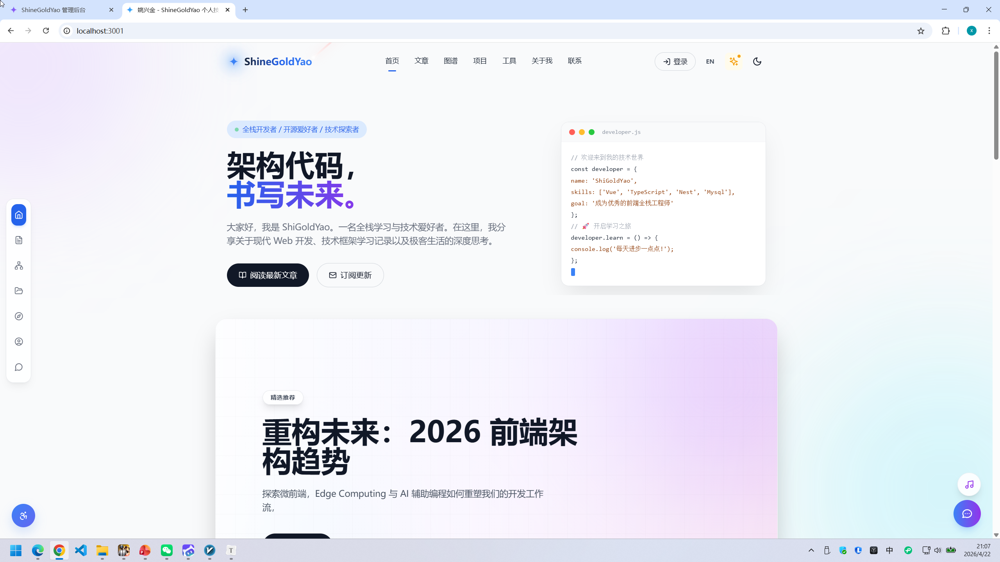 ShineGoldYao 管理后台
姚兴金 - ShineGoldYao 个人技
localhost:3001
ShineGoldYao
首页
文章
图谱
项目
工具
关于我
联系
登录
EN
全栈开发者 / 开源爱好者 / 技术探索者
架构代码，
书写未来。
大家好，我是 ShiGoldYao。一名全栈学习与技术爱好者。在这里，我分
享关于现代 Web 开发、技术框架学习记录以及极客生活的深度思考。
阅读最新文章
订阅更新
developer.js
// 欢迎来到我的技术世界
const developer = {
name: 'ShiGoldYao',
skills: ['Vue', 'TypeScript', 'Nest', 'Mysql'],
goal: '成为优秀的前端全栈工程师'
};
// 🚀 开启学习之旅
developer.learn = () => {
console.log('每天进步一点点!');
};
精选推荐
重构未来：2026 前端架
构趋势
探索微前端，Edge Computing 与 AI 辅助编程如何重塑我们的开发工作
流，
中
21:07
2026/4/22